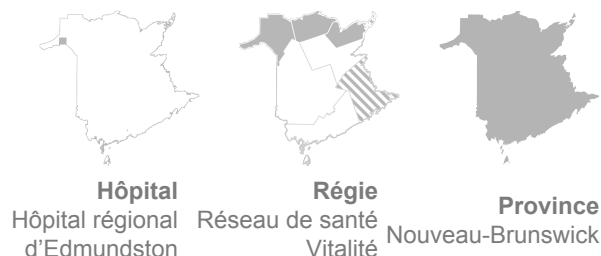 Hôpital
Hôpital régional
d'Edmundston
Régie
Réseau de santé
Vitalité
Province
Nouveau-Brunswick